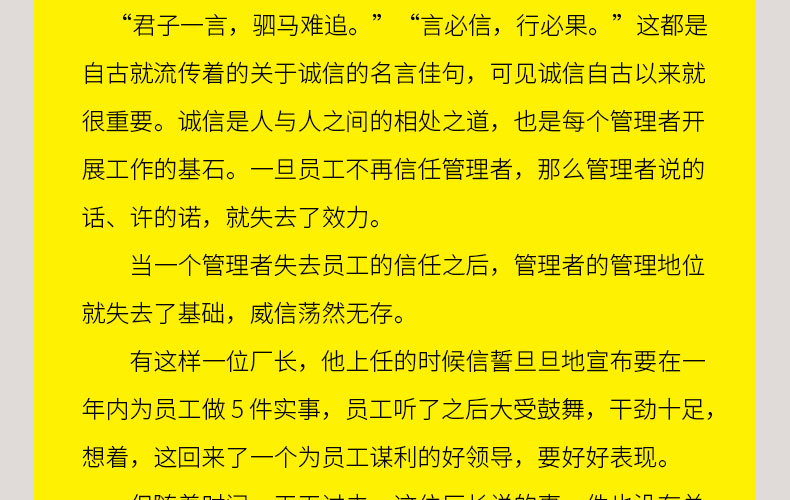 “君子一言，驷马难追。”“言必信，行必果。”这都是
自古就流传着的关于诚信的名言佳句，可见诚信自古以来就
很重要。诚信是人与人之间的相处之道，也是每个管理者开
展工作的基石。一旦员工不再信任管理者，那么管理者说的
话、许的诺，就失去了效力。
当一个管理者失去员工的信任之后，管理者的管理地位
就失去了基础，威信荡然无存。
有这样一位厂长，他上任的时候信誓旦旦地宣布要在一
年内为员工做5件实事，员工听了之后大受鼓舞，干劲十足，
想着，这回来了一个为员工谋利的好领导，要好好表现。